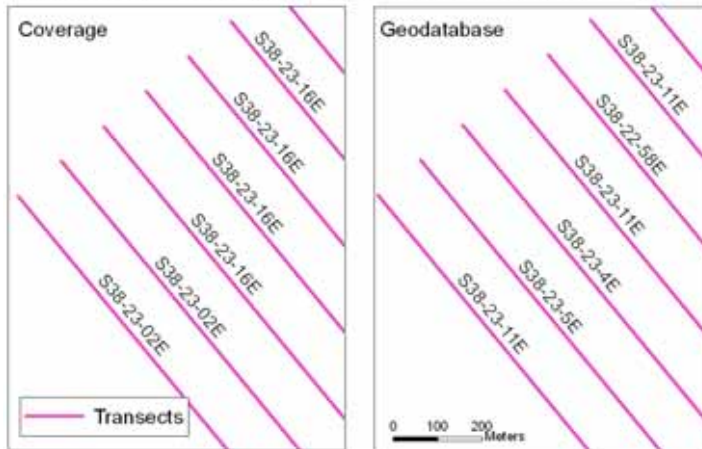 Coverage
S38-23-16E
S38-23-16E
S38-23-16E
S38-23-16E
S38-23-02E
S38-23-02E
Transects
Geodatabase
S38-23-11E
S38-22-58E
S38-23-11E
S38-23-4E
S38-23-5E
S38-23-11E
0 100 200
Meters